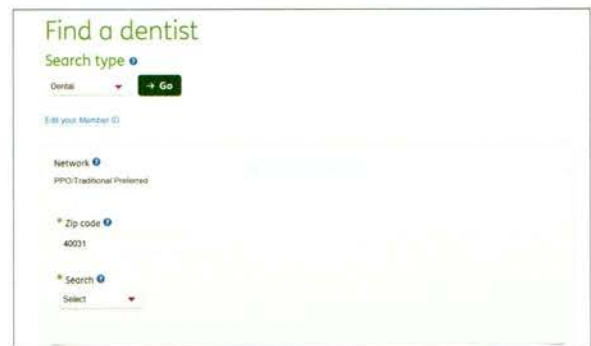 Find a dentist
Search type
Dental
→ Go
Edit your Member ID
Network
PPO/Traditional Preferred
* Zip code
40031
* Search
Select